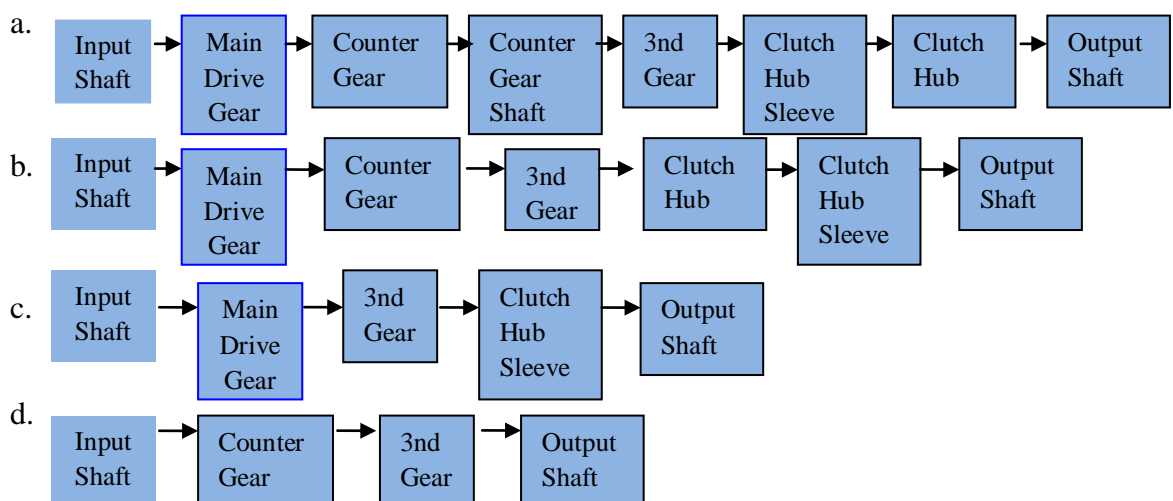 a.
Input
Shaft
Main
Drive
Gear
Counter
Gear
Counter
Gear
Shaft
3nd
Gear
Clutch
Hub
Sleeve
Clutch
Hub
Output
Shaft
b.
Input
Shaft
Main
Drive
Gear
Counter
Gear
3nd
Gear
Clutch
Hub
Clutch
Hub
Sleeve
Output
Shaft
c.
Input
Shaft
Main
Drive
Gear
3nd
Gear
Clutch
Hub
Sleeve
Output
Shaft
d.
Input
Shaft
Counter
Gear
3nd
Gear
Output
Shaft